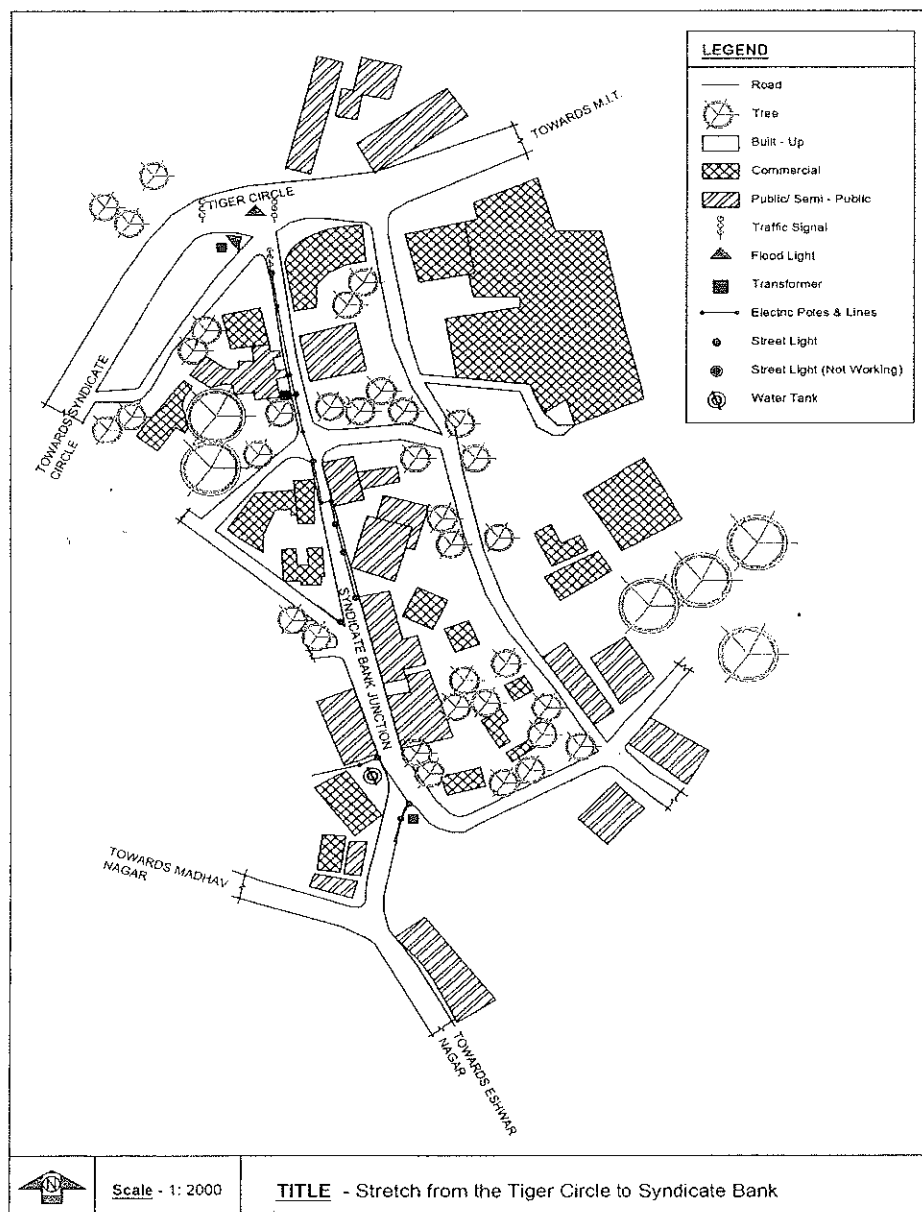 LEGEND
Road
Tree
Built - Up
Commercial
Public/ Semi - Public
Traffic Signal
Flood Light
Transformer
Electric Poles & Lines
Street Light
Street Light (Not Working)
Water Tank
TOWARDS M.I.T.
TIGER CIRCLE
TOWARDS SYNDICATE
CIRCLE
SYNDICATE BANK JUNCTION
TOWARDS MADHAV
NAGAR
TOWARDS ESHWAR
NAGAR
N
Scale - 1: 2000
TITLE - Stretch from the Tiger Circle to Syndicate Bank